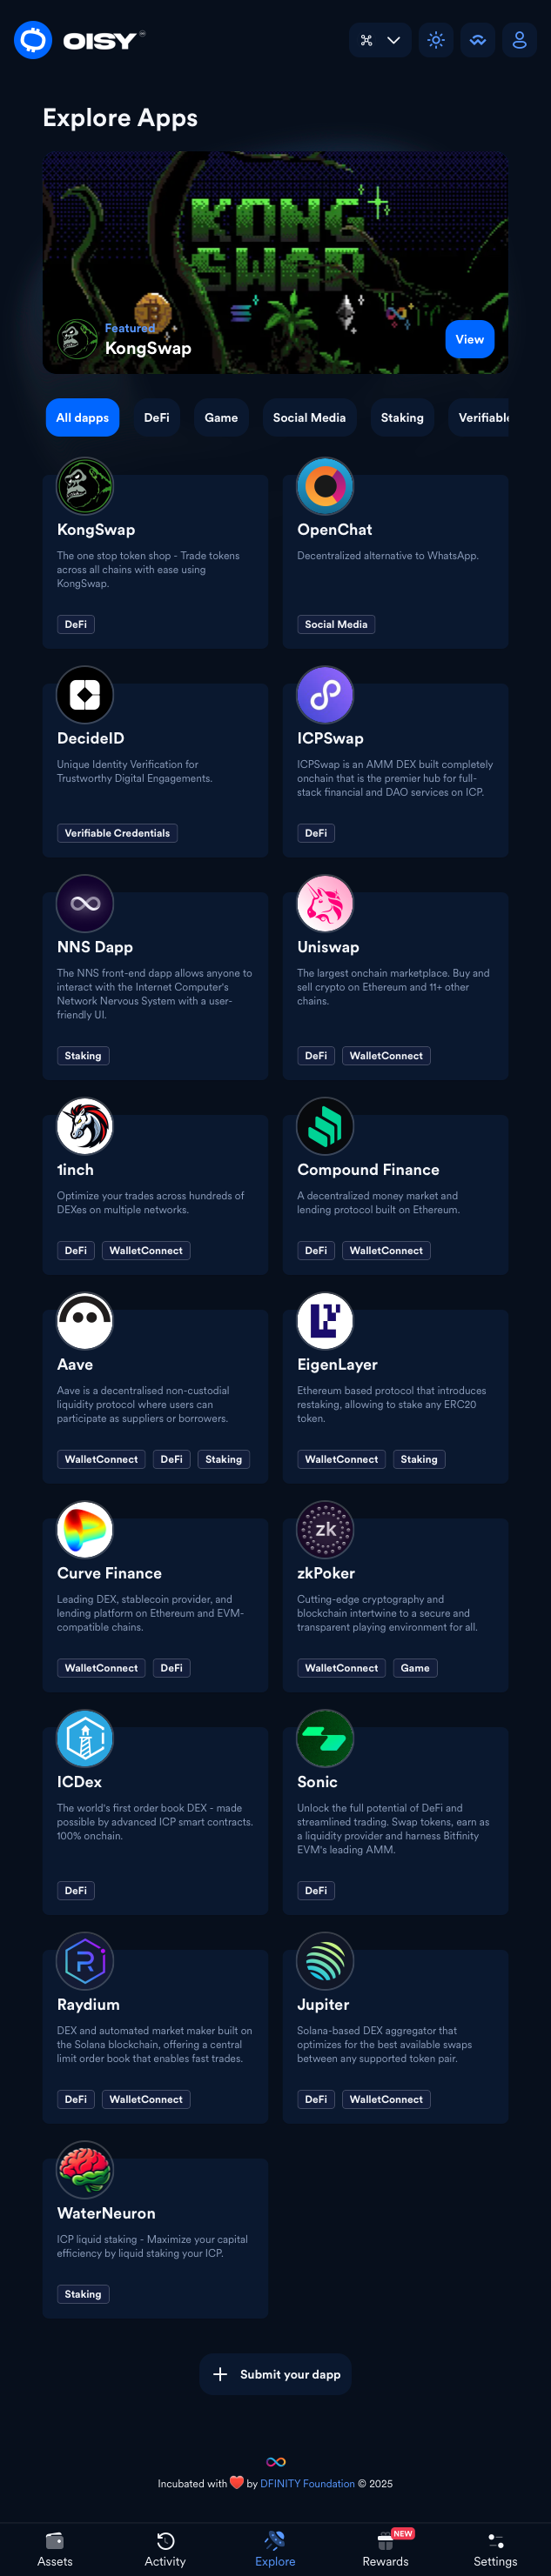 OISY
Explore Apps
KONG
SWAP
Featured
KongSwap
View
All dapps
DeFi
Game
Social Media
Staking
Verifiable
KongSwap
The one stop token shop - Trade tokens
across all chains with ease using
KongSwap.
DeFi
OpenChat
Decentralized alternative to WhatsApp.
Social Media
DecideID
Unique Identity Verification for
Trustworthy Digital Engagements.
Verifiable Credentials
ICPSwap
ICPSwap is an AMM DEX built completely
onchain that is the premier hub for full-
stack financial and DAO services on ICP.
DeFi
NNS Dapp
The NNS front-end dapp allows anyone to
interact with the Internet Computer's
Network Nervous System with a user-
friendly UI.
Staking
Uniswap
The largest onchain marketplace. Buy and
sell crypto on Ethereum and 11+ other
chains.
DeFi
WalletConnect
1inch
Optimize your trades across hundreds of
DEXes on multiple networks.
DeFi
WalletConnect
Compound Finance
A decentralized money market and
lending protocol built on Ethereum.
DeFi
WalletConnect
Aave
Aave is a decentralised non-custodial
liquidity protocol where users can
participate as suppliers or borrowers.
WalletConnect
DeFi
Staking
EigenLayer
Ethereum based protocol that introduces
restaking, allowing to stake any ERC20
token.
WalletConnect
Staking
Curve Finance
Leading DEX, stablecoin provider, and
lending platform on Ethereum and EVM-
compatible chains.
WalletConnect
DeFi
zk
zkPoker
Cutting-edge cryptography and
blockchain intertwine to a secure and
transparent playing environment for all.
WalletConnect
Game
ICDex
The world's first order book DEX - made
possible by advanced ICP smart contracts.
100% onchain.
DeFi
Sonic
Unlock the full potential of DeFi and
streamlined trading. Swap tokens, earn as
a liquidity provider and harness Bitfinity
EVM's leading AMM.
DeFi
Raydium
DEX and automated market maker built on
the Solana blockchain, offering a central
limit order book that enables fast trades.
DeFi
WalletConnect
Jupiter
Solana-based DEX aggregator that
optimizes for the best available swaps
between any supported token pair.
DeFi
WalletConnect
WaterNeuron
ICP liquid staking - Maximize your capital
efficiency by liquid staking your ICP.
Staking
Submit your dapp
Incubated with ❤️ by DFINITY Foundation © 2025
Assets
Activity
Explore
NEW
Rewards
Settings